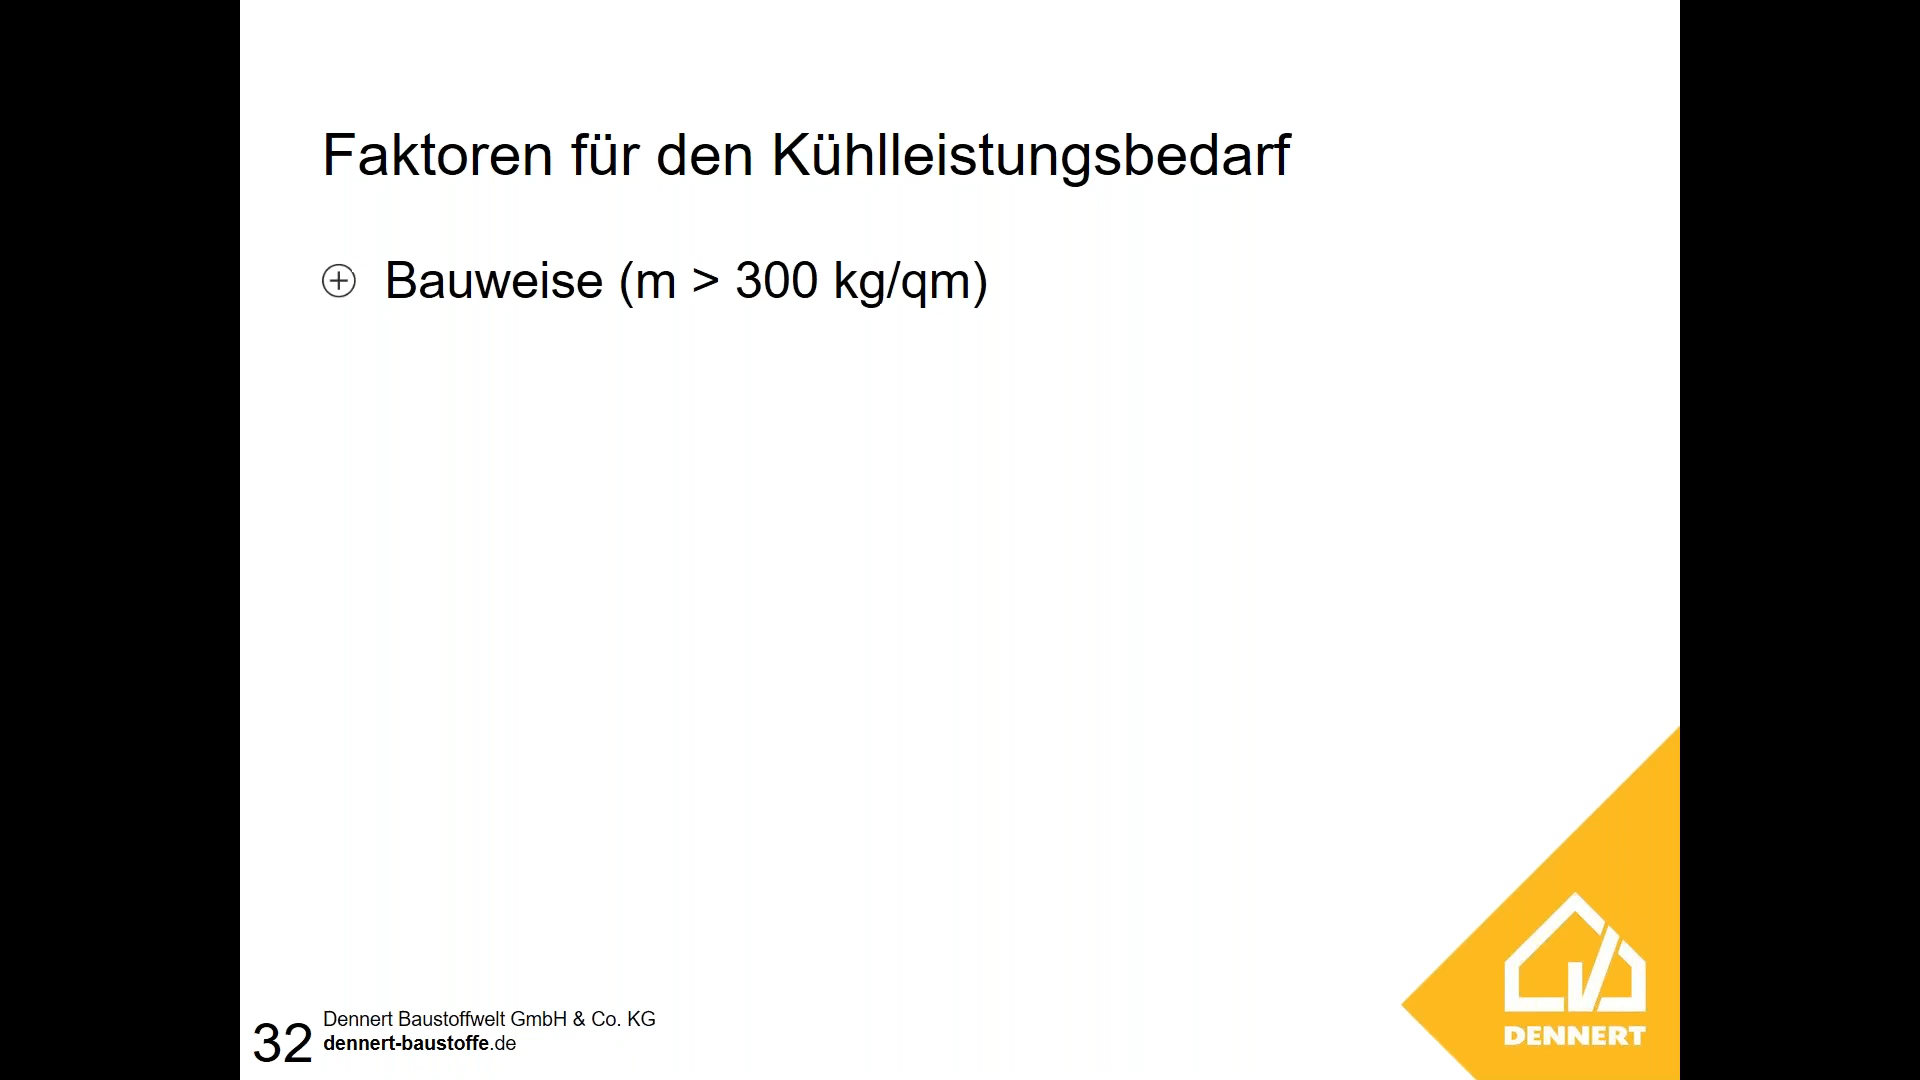 Faktoren für den Kühlleistungsbedarf
Bauweise (m > 300 kg/qm)
32
Dennert Baustoffwelt GmbH & Co. KG
dennert-baustoffe.de
DENNERT